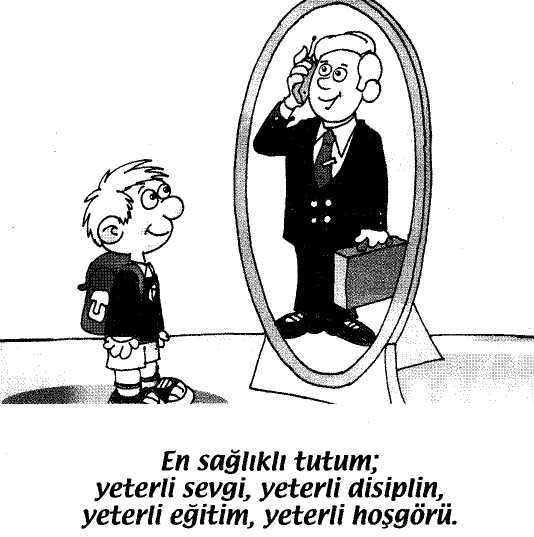 En sağlıklı tutum;
yeterli sevgi, yeterli disiplin,
yeterli eğitim, yeterli hoşgörü.